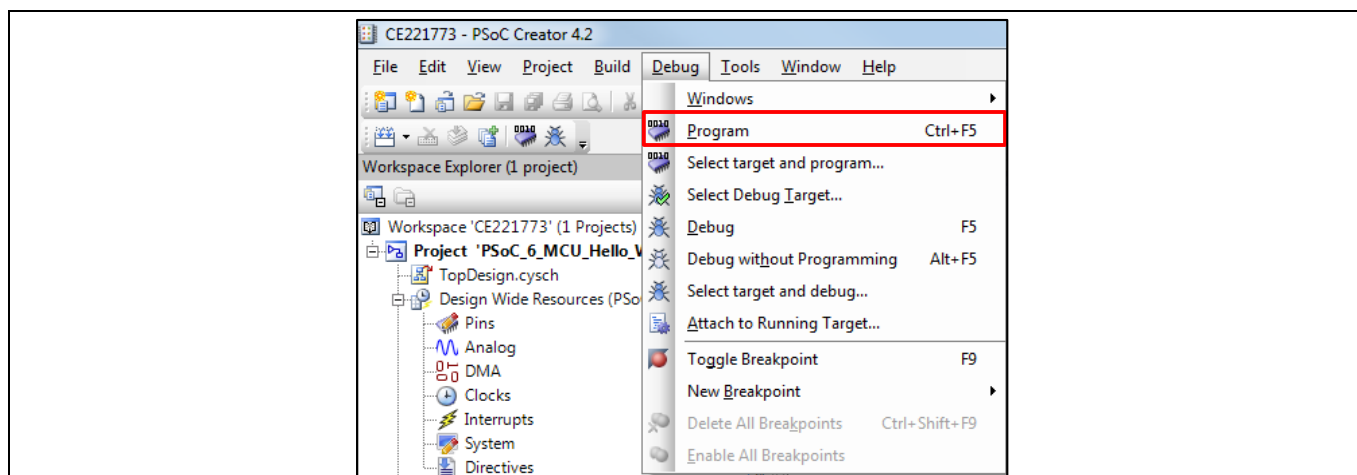 CE221773 - PSoC Creator 4.2
File Edit View Project Build Debug Tools Window Help
Windows
Program Ctrl+F5
Workspace Explorer (1 project)
Select target and program...
Select Debug Target...
Workspace 'CE221773' (1 Projects)
Debug F5
Project 'PSoC_6_MCU_Hello_
Debug without Programming Alt+F5
TopDesign.cysch
Select target and debug...
Design Wide Resources (PSo
Pins
Attach to Running Target...
Analog
Toggle Breakpoint F9
DMA
Clocks
New Breakpoint
Interrupts
Delete All Breakpoints Ctrl+Shift+F9
System
Enable All Breakpoints
Directives